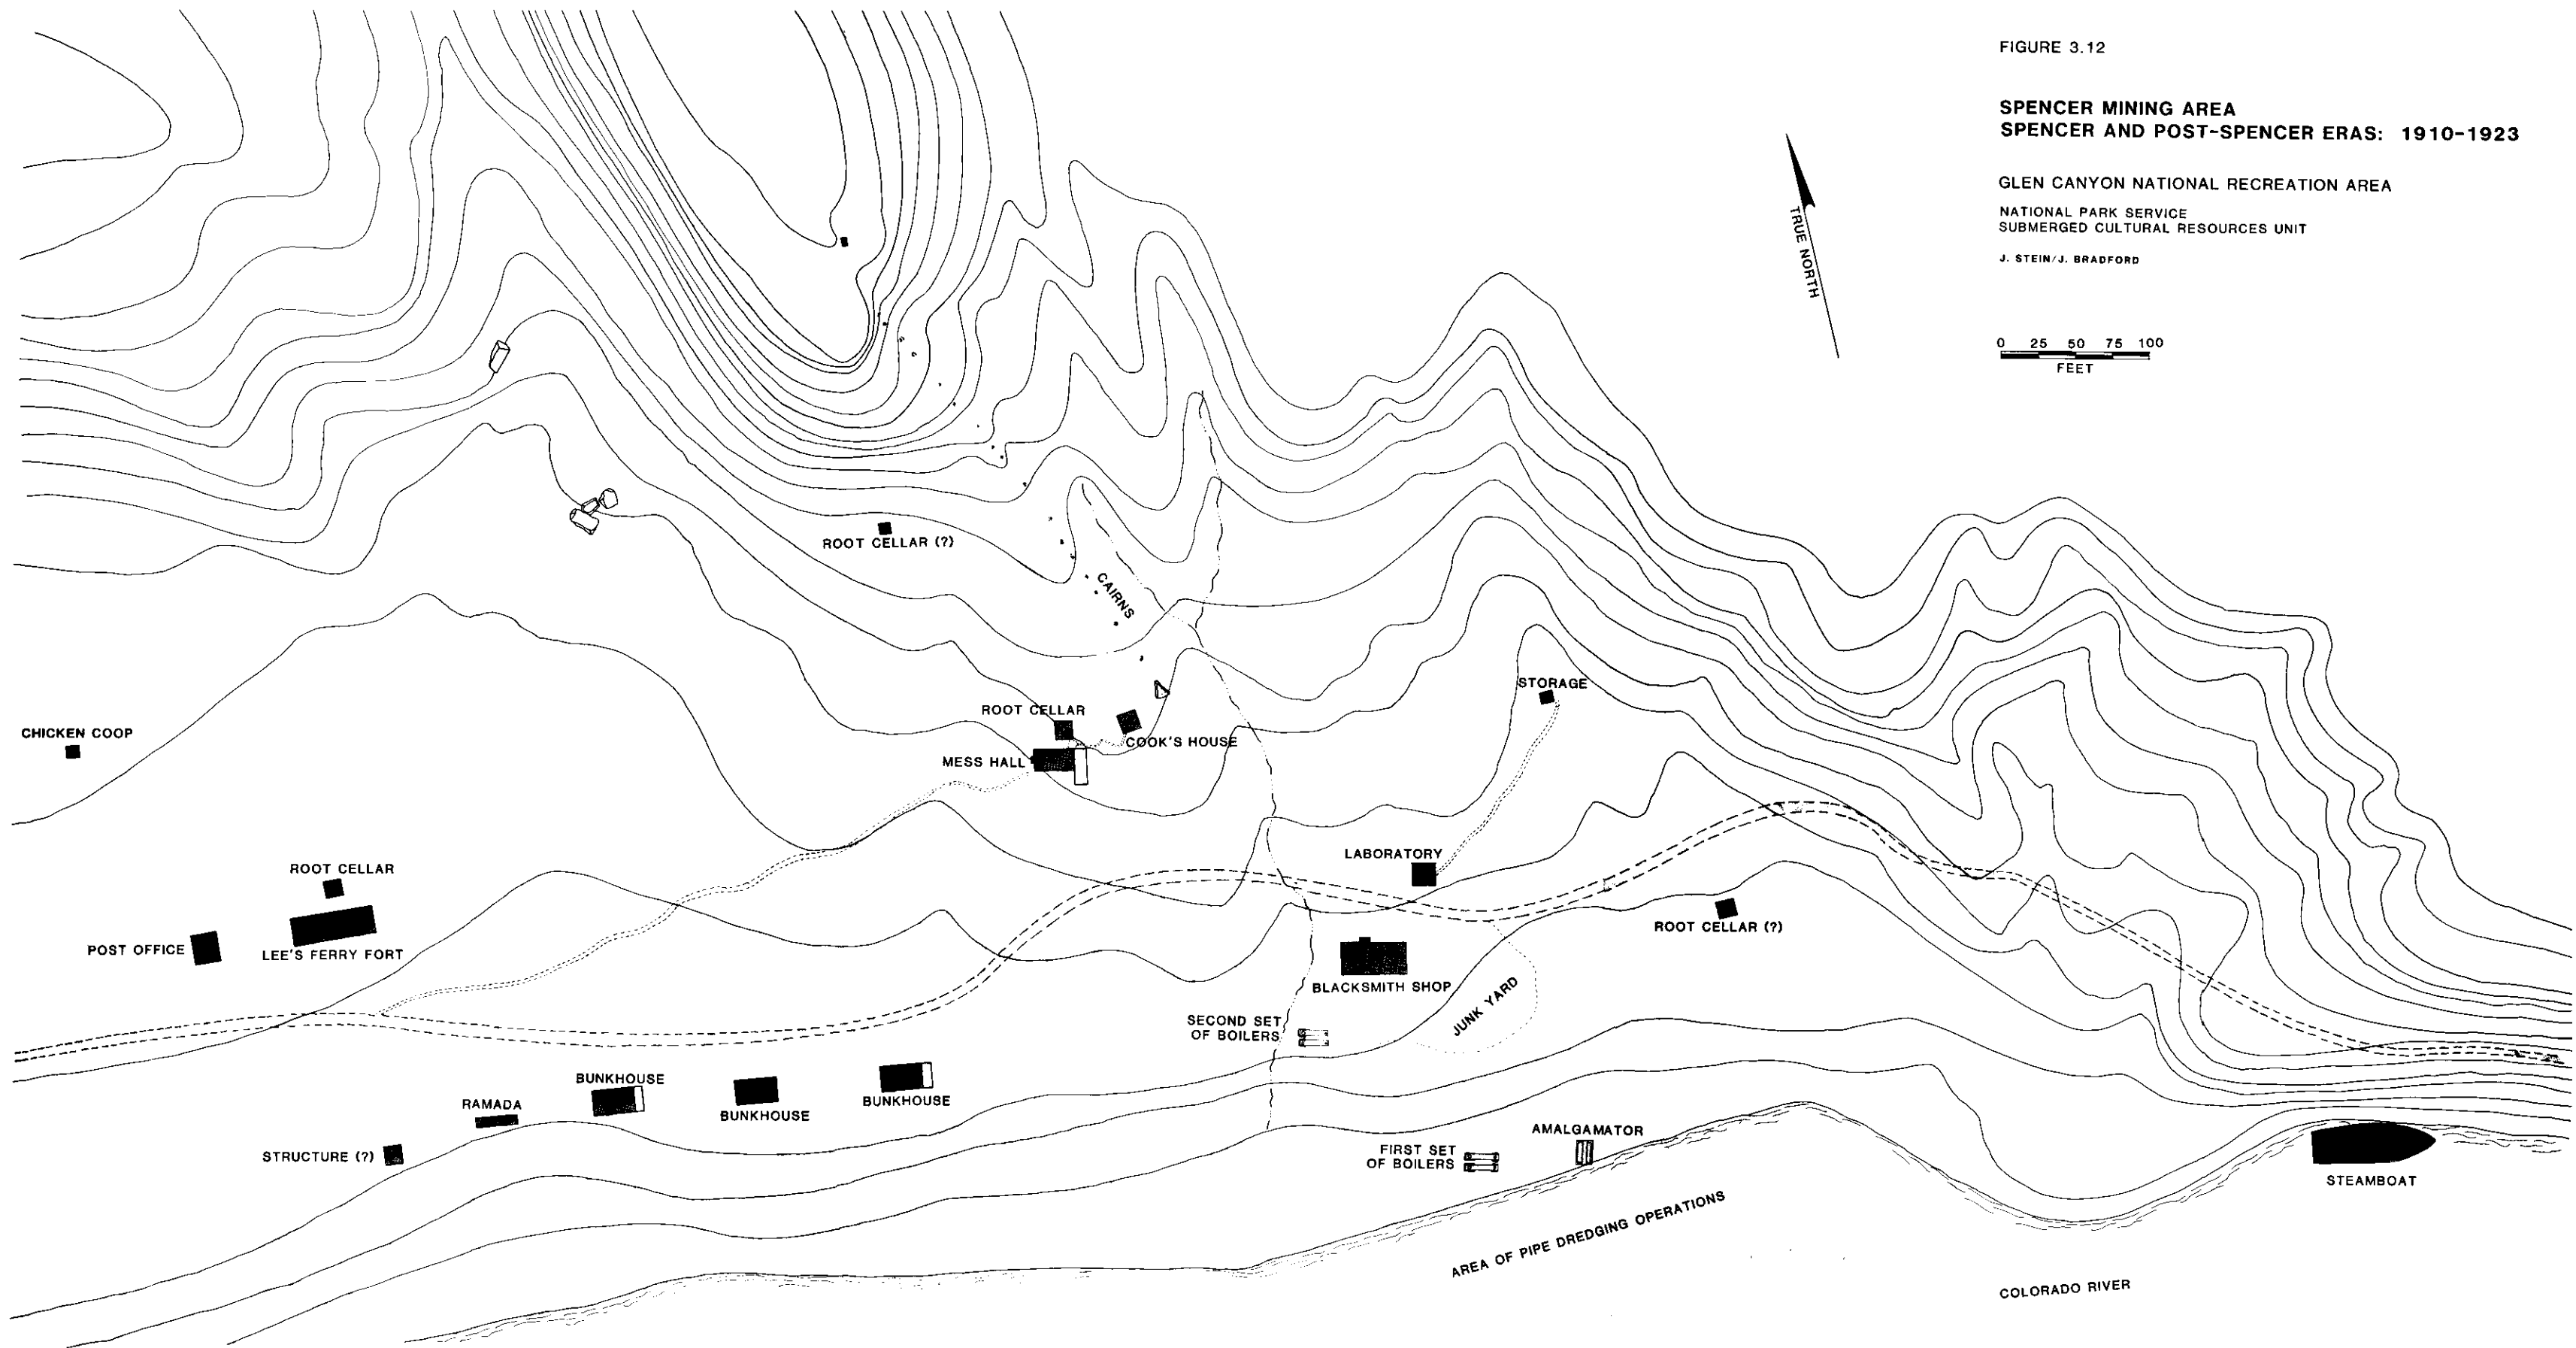 FIGURE 3.12
SPENCER MINING AREA
SPENCER AND POST-SPENCER ERAS: 1910-1923
GLEN CANYON NATIONAL RECREATION AREA
NATIONAL PARK SERVICE
SUBMERGED CULTURAL RESOURCES UNIT
J. STEIN/J. BRADFORD
TRUE NORTH
0 25 50 75 100
FEET
ROOT CELLAR (?)
CAIRNS
STORAGE
ROOT CELLAR
CHICKEN COOP
COOK'S HOUSE
MESS HALL
LABORATORY
ROOT CELLAR
ROOT CELLAR (?)
POST OFFICE
LEE'S FERRY FORT
BLACKSMITH SHOP
JUNK YARD
SECOND SET
OF BOILERS
BUNKHOUSE
RAMADA
BUNKHOUSE
BUNKHOUSE
STRUCTURE (?)
AMALGAMATOR
FIRST SET
OF BOILERS
STEAMBOAT
AREA OF PIPE DREDGING OPERATIONS
COLORADO RIVER